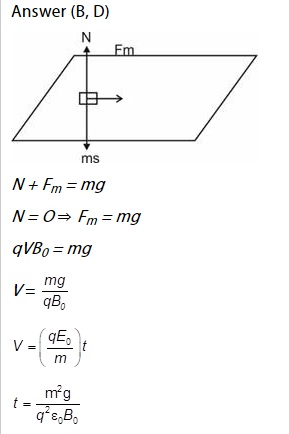 Answer (B, D)
N
Fm
ms
N + Fm = mg
N = O ⇒ Fm = mg
qVB₀ = mg
V = mg / qB₀
V = (qE₀ / m) t
t = m²g / q²ε₀B₀